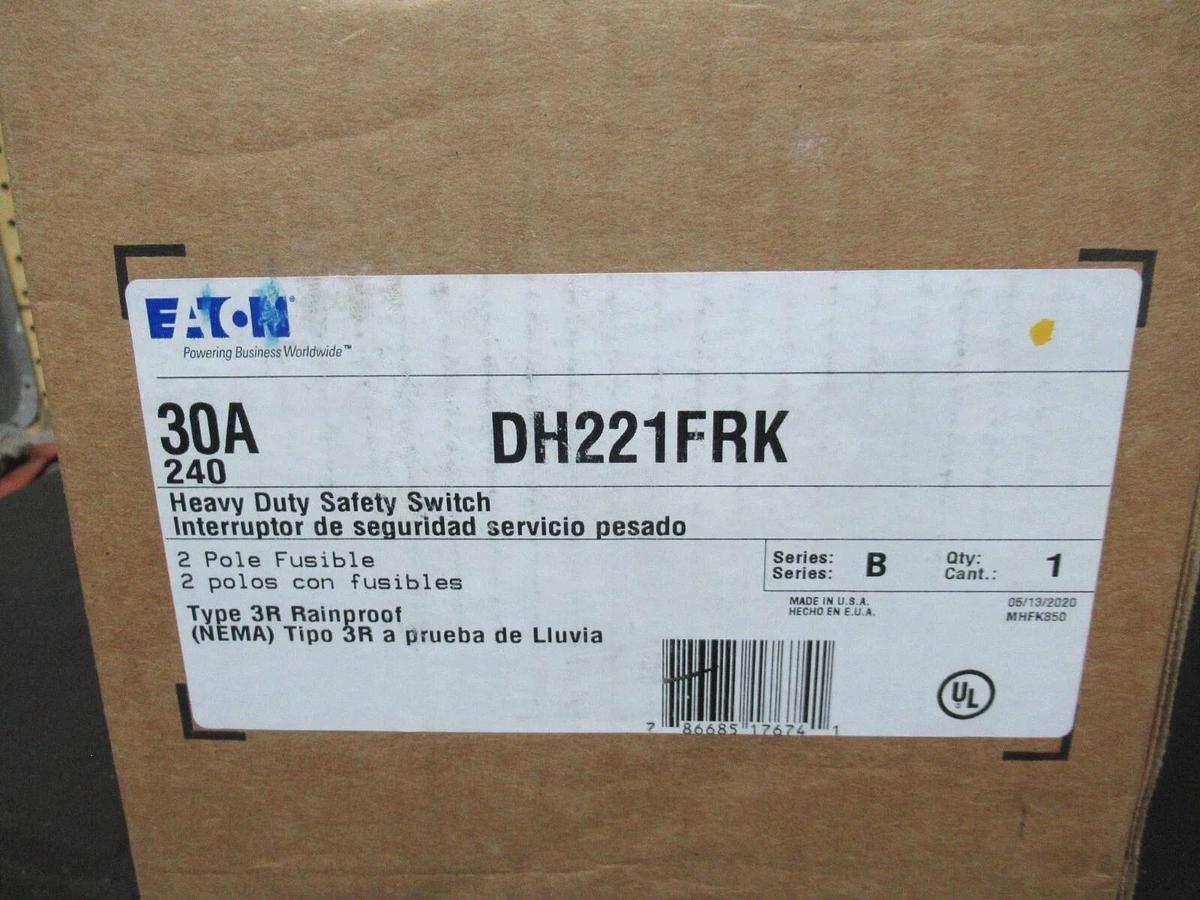 EATON®
Powering Business Worldwide™
30A DH221FRK
240
Heavy Duty Safety Switch
Interruptor de seguridad servicio pesado
2 Pole Fusible
2 polos con fusibles
Series: B Qty: 1
Series: Cant.:
Type 3R Rainproof
(NEMA) Tipo 3R a prueba de Lluvia
MADE IN U.S.A.
HECHO EN E.U.A.
05/13/2020
MHFK850
7 86685 17674 1
UL